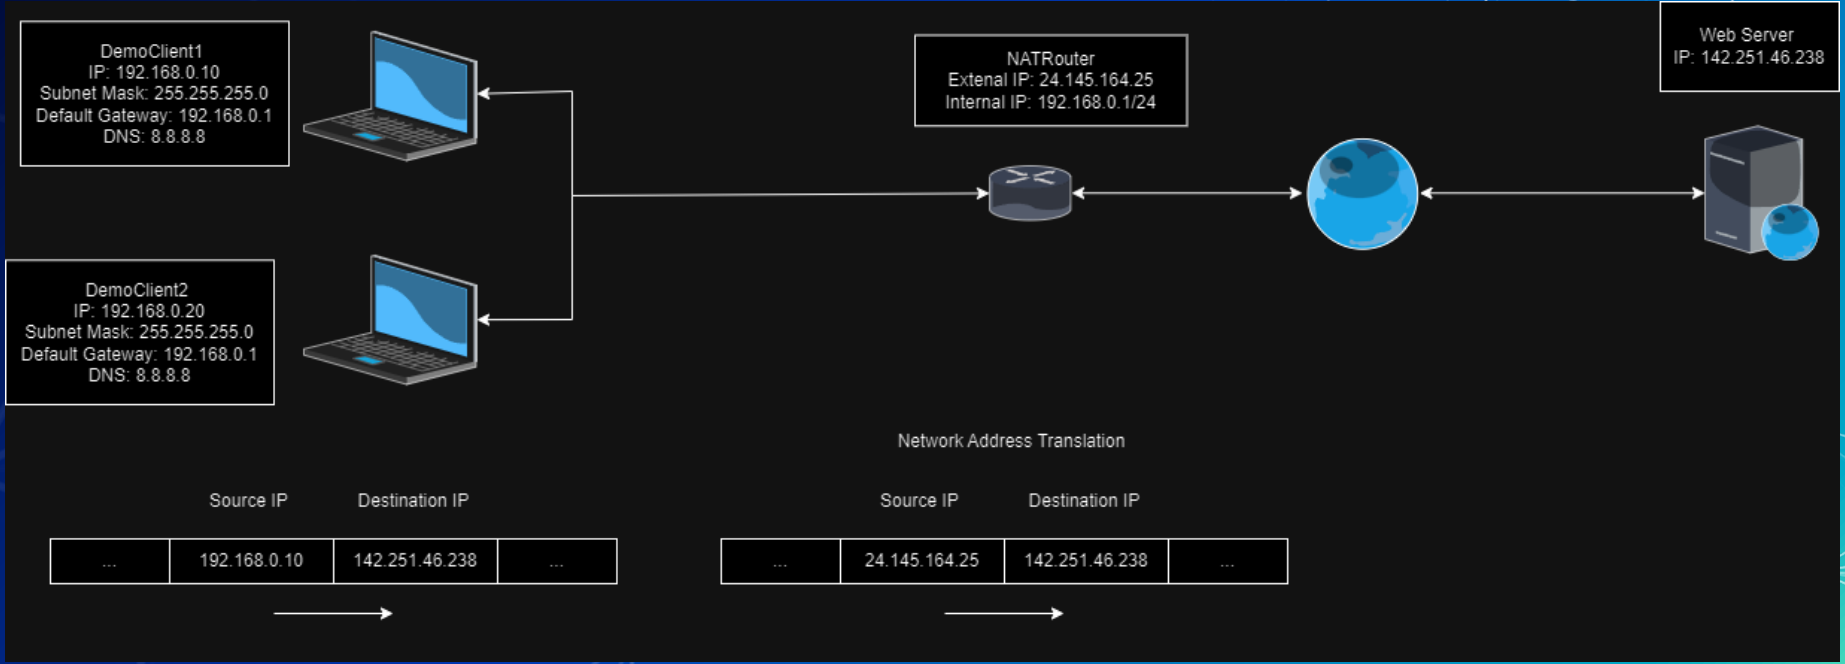 DemoClient1
IP: 192.168.0.10
Subnet Mask: 255.255.255.0
Default Gateway: 192.168.0.1
DNS: 8.8.8.8
NATRouter
Extenal IP: 24.145.164.25
Internal IP: 192.168.0.1/24
Web Server
IP: 142.251.46.238
DemoClient2
IP: 192.168.0.20
Subnet Mask: 255.255.255.0
Default Gateway: 192.168.0.1
DNS: 8.8.8.8
Network Address Translation
Source IP Destination IP
... 192.168.0.10 142.251.46.238 ...
Source IP Destination IP
... 24.145.164.25 142.251.46.238 ...